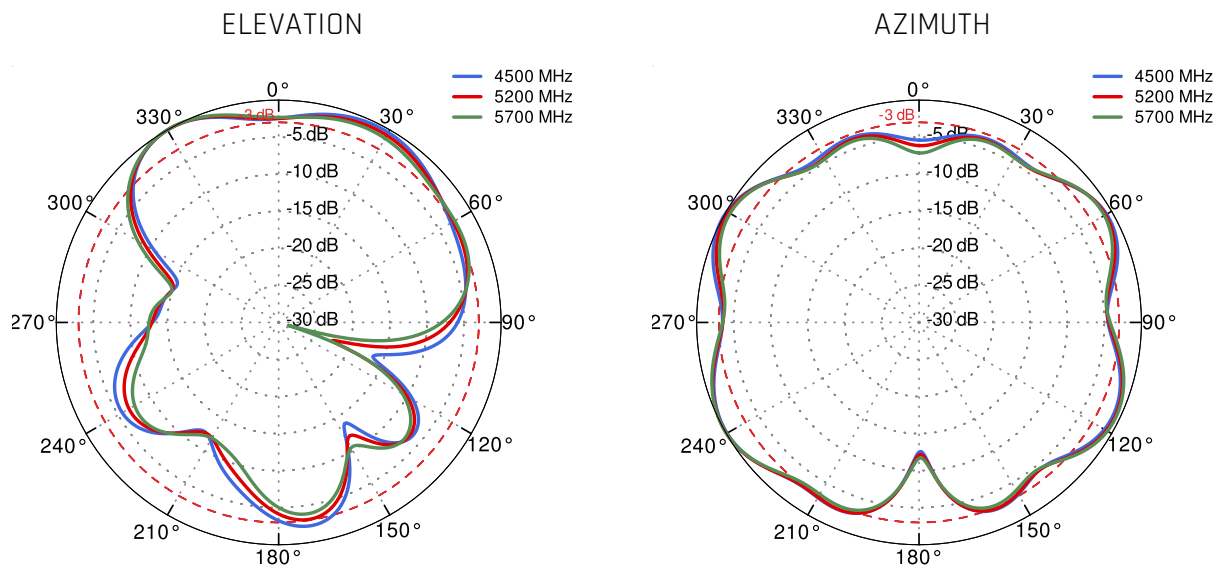 ELEVATION
4500 MHz
5200 MHz
5700 MHz
0°
30°
60°
90°
120°
150°
180°
210°
240°
270°
300°
330°
-3 dB
-5 dB
-10 dB
-15 dB
-20 dB
-25 dB
-30 dB
AZIMUTH
4500 MHz
5200 MHz
5700 MHz
0°
30°
60°
90°
120°
150°
180°
210°
240°
270°
300°
330°
-3 dB
-5 dB
-10 dB
-15 dB
-20 dB
-25 dB
-30 dB